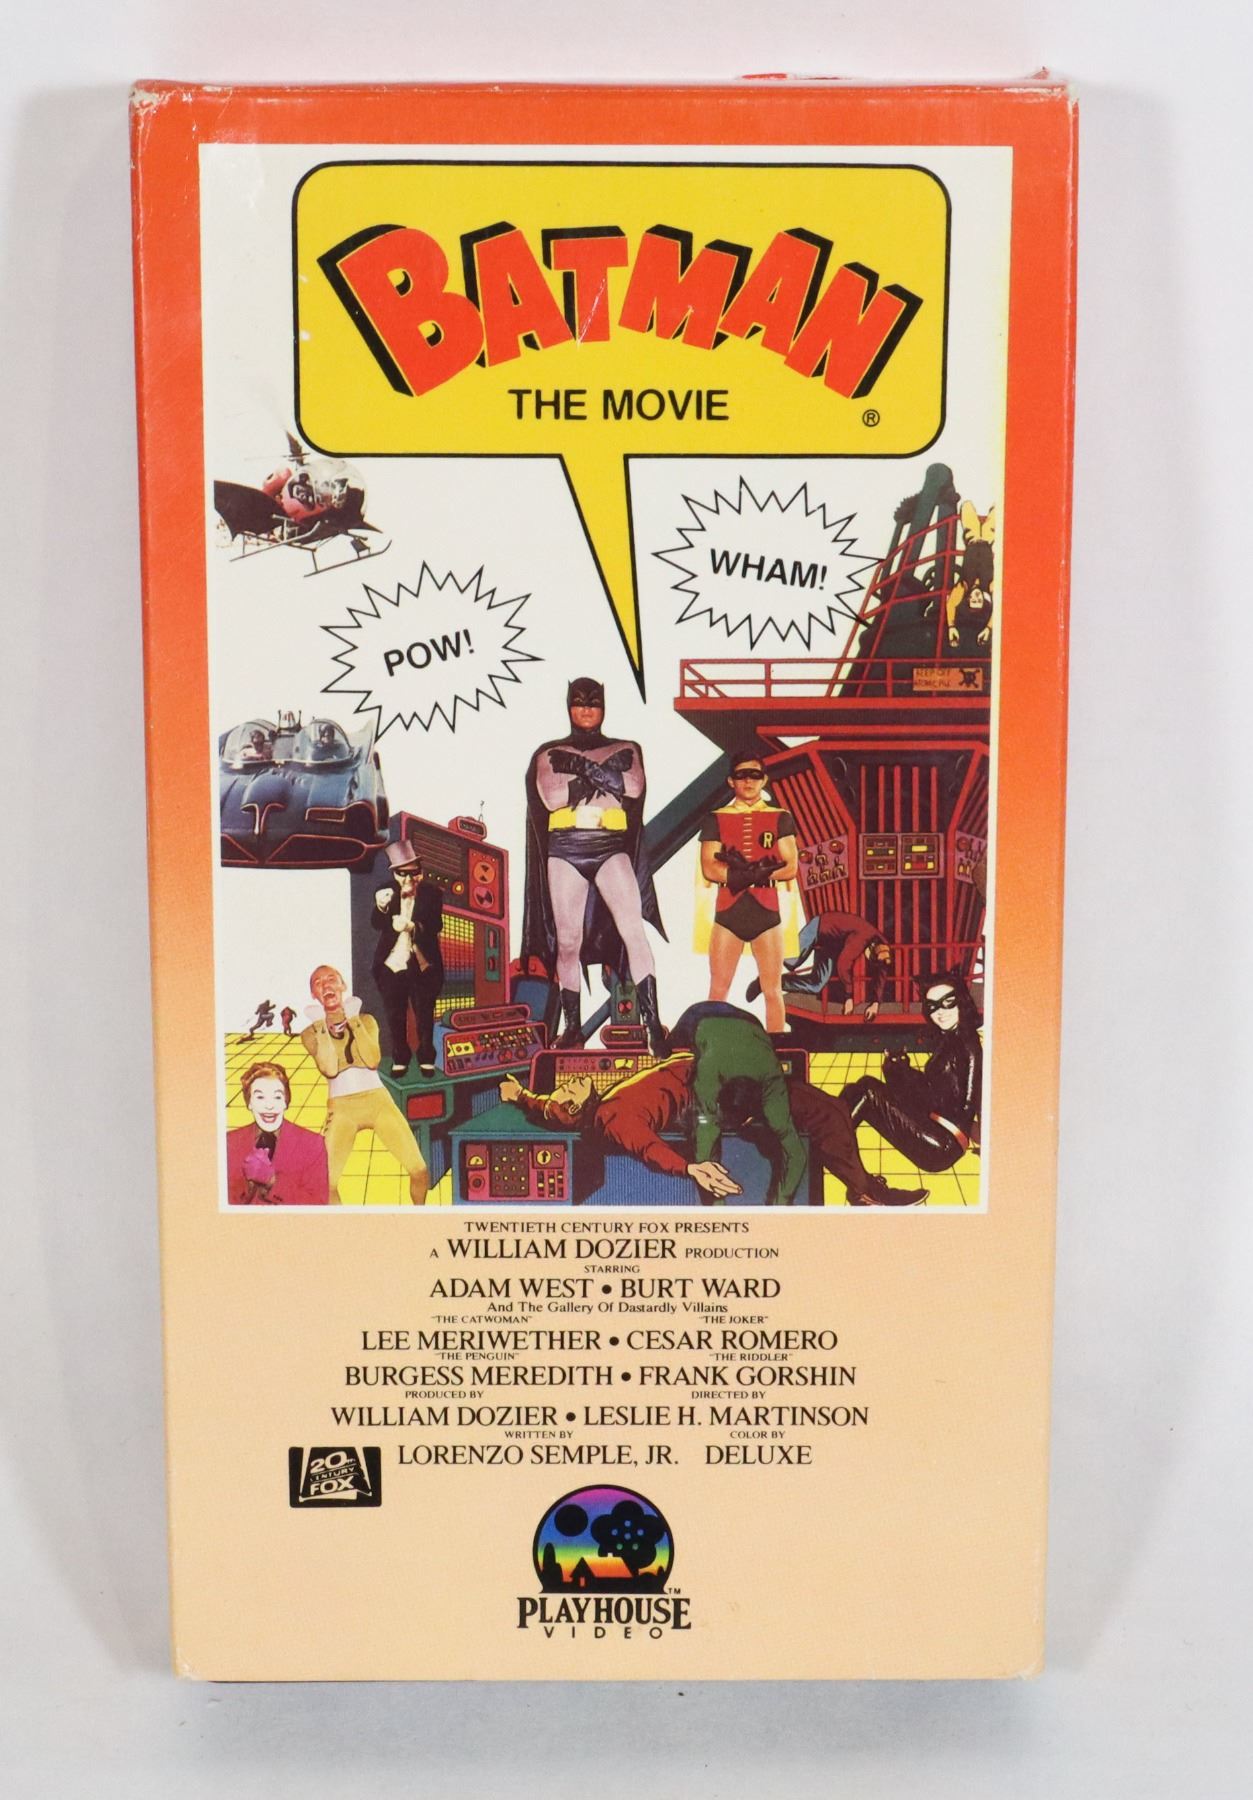 BATMAN
THE MOVIE
®
WHAM!
POW!
KEEP OFF
R
TWENTIETH CENTURY FOX PRESENTS
A WILLIAM DOZIER PRODUCTION
STARRING
ADAM WEST • BURT WARD
And The Gallery Of Dastardly Villains
"THE CATWOMAN" "THE JOKER"
LEE MERIWETHER • CESAR ROMERO
"THE PENGUIN" "THE RIDDLER"
BURGESS MEREDITH • FRANK GORSHIN
PRODUCED BY DIRECTED BY
WILLIAM DOZIER • LESLIE H. MARTINSON
WRITTEN BY COLOR BY
LORENZO SEMPLE, JR. DELUXE
20th
CENTURY
FOX
PLAYHOUSE™
VIDEO